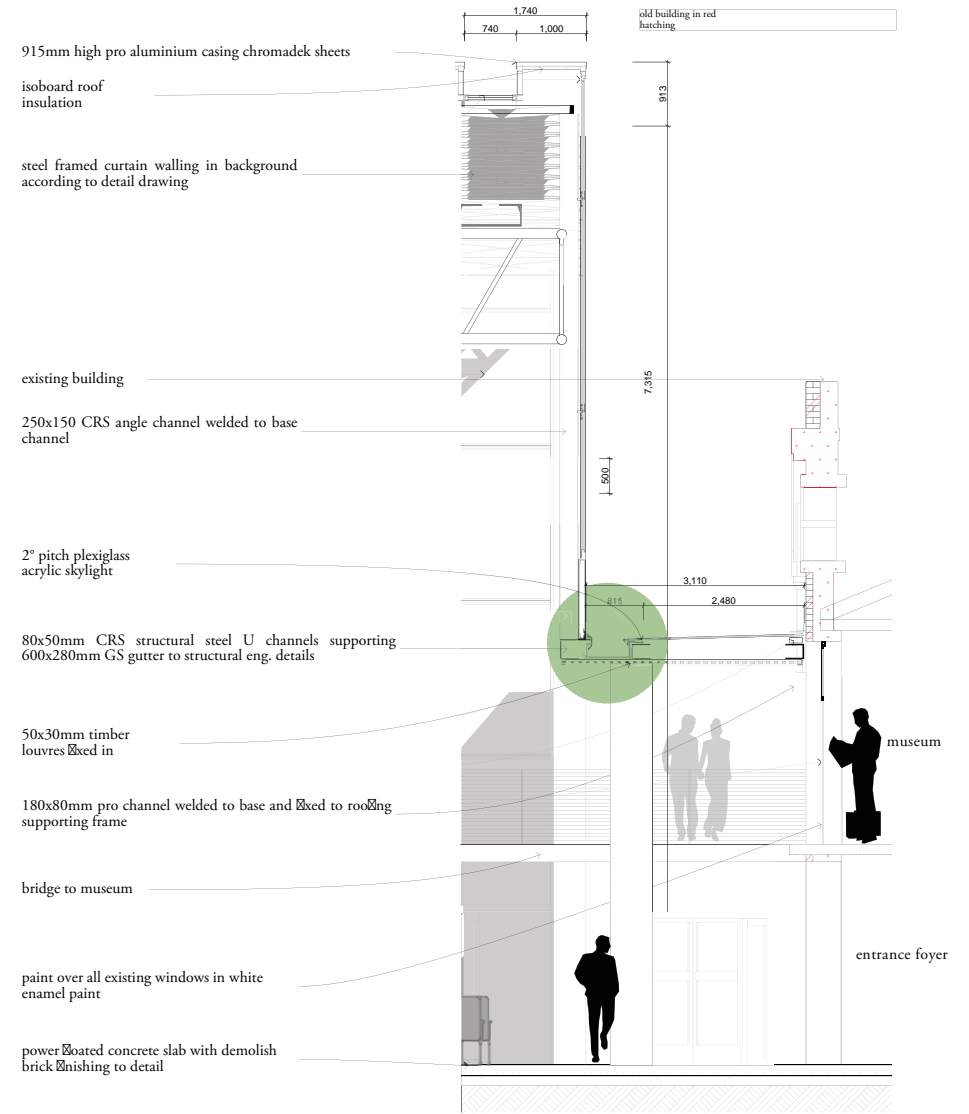 1,740
old building in red
hatching
740
1,000
915mm high pro aluminium casing chromadek sheets
isoboard roof
insulation
913
steel framed curtain walling in background
according to detail drawing
existing building
7,315
250x150 CRS angle channel welded to base
channel
500
2° pitch plexiglass
acrylic skylight
3,110
815
2,480
80x50mm CRS structural steel U channels supporting
600x280mm GS gutter to structural eng. details
50x30mm timber
louvres xed in
museum
180x80mm pro channel welded to base and xed to roong
supporting frame
bridge to museum
entrance foyer
paint over all existing windows in white
enamel paint
power oated concrete slab with demolish
brick nishing to detail